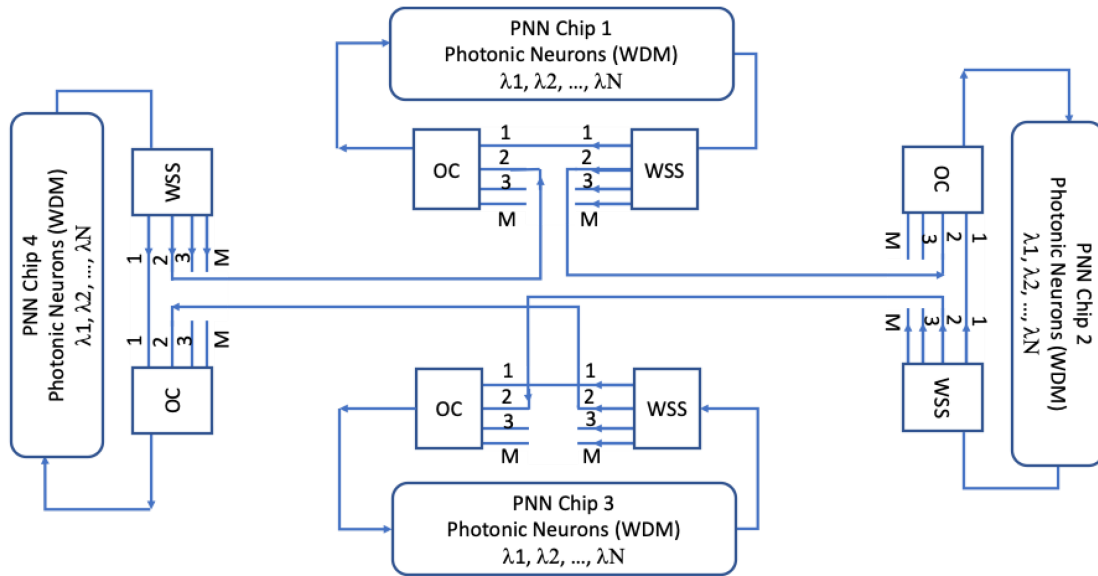 PNN Chip 1
Photonic Neurons (WDM)
λ1, λ2, ..., λN
OC
1
2
3
M
1
2
3
M
WSS
PNN Chip 4
Photonic Neurons (WDM)
λ1, λ2, ..., λN
WSS
1
2
3
M
1
2
3
M
OC
OC
M
3
2
1
M
3
2
1
WSS
PNN Chip 2
Photonic Neurons (WDM)
λ1, λ2, ..., λN
OC
1
2
3
M
1
2
3
M
WSS
PNN Chip 3
Photonic Neurons (WDM)
λ1, λ2, ..., λN